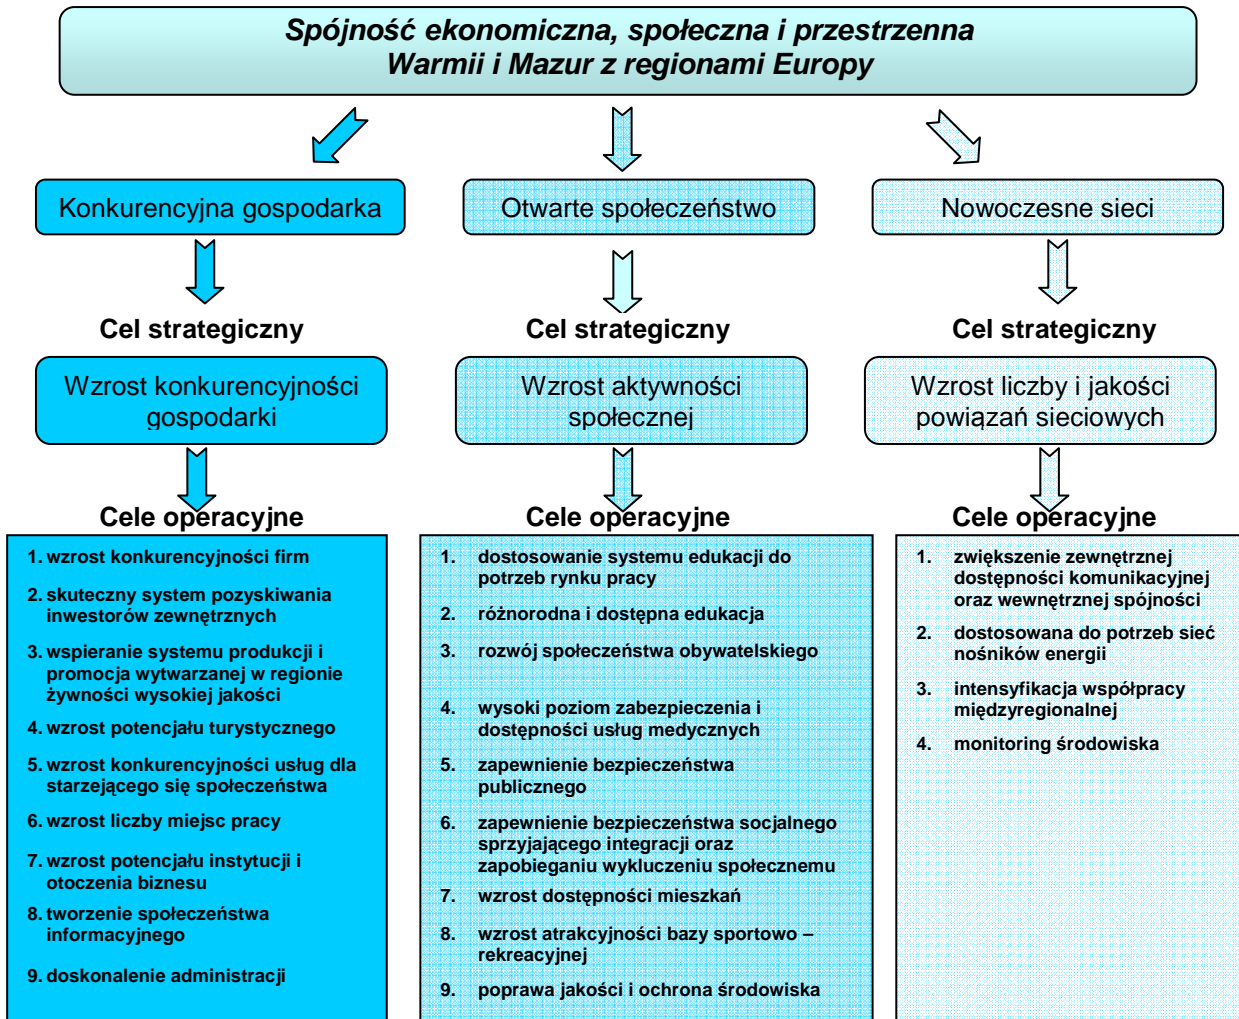 Spójność ekonomiczna, społeczna i przestrzenna
Warmii i Mazur z regionami Europy
Konkurencyjna gospodarka
Otwarte społeczeństwo
Nowoczesne sieci
Cel strategiczny
Cel strategiczny
Cel strategiczny
Wzrost konkurencyjności
gospodarki
Wzrost aktywności
społecznej
Wzrost liczby i jakości
powiązań sieciowych
Cele operacyjne
Cele operacyjne
Cele operacyjne
1. wzrost konkurencyjności firm
2. skuteczny system pozyskiwania
inwestorów zewnętrznych
3. wspieranie systemu produkcji i
promocja wytwarzanej w regionie
żywności wysokiej jakości
4. wzrost potencjału turystycznego
5. wzrost konkurencyjności usług dla
starzejącego się społeczeństwa
6. wzrost liczby miejsc pracy
7. wzrost potencjału instytucji i
otoczenia biznesu
8. tworzenie społeczeństwa
informacyjnego
9. doskonalenie administracji
1. dostosowanie systemu edukacji do
potrzeb rynku pracy
2. różnorodna i dostępna edukacja
3. rozwój społeczeństwa obywatelskiego
4. wysoki poziom zabezpieczenia i
dostępności usług medycznych
5. zapewnienie bezpieczeństwa
publicznego
6. zapewnienie bezpieczeństwa socjalnego
sprzyjającego integracji oraz
zapobieganiu wykluczeniu społecznemu
7. wzrost dostępności mieszkań
8. wzrost atrakcyjności bazy sportowo –
rekreacyjnej
9. poprawa jakości i ochrona środowiska
1. zwiększenie zewnętrznej
dostępności komunikacyjnej
oraz wewnętrznej spójności
2. dostosowana do potrzeb sieć
nośników energii
3. intensyfikacja współpracy
międzyregionalnej
4. monitoring środowiska